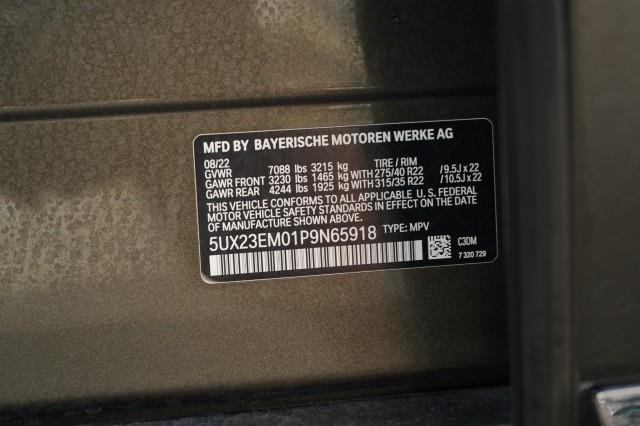 MFD BY BAYERISCHE MOTOREN WERKE AG
08/22 TIRE / RIM
GVWR 7088 lbs 3215 kg
GAWR FRONT 3230 lbs 1465 kg WITH 275/40 R22 /9.5J x 22
GAWR REAR 4244 lbs 1925 kg WITH 315/35 R22 /10.5J x 22
THIS VEHICLE CONFORMS TO ALL APPLICABLE U. S. FEDERAL
MOTOR VEHICLE SAFETY STANDARDS IN EFFECT ON THE DATE
OF MANUFACTURE SHOWN ABOVE.
5UX23EM01P9N65918 TYPE: MPV
C3DM
7 320 729